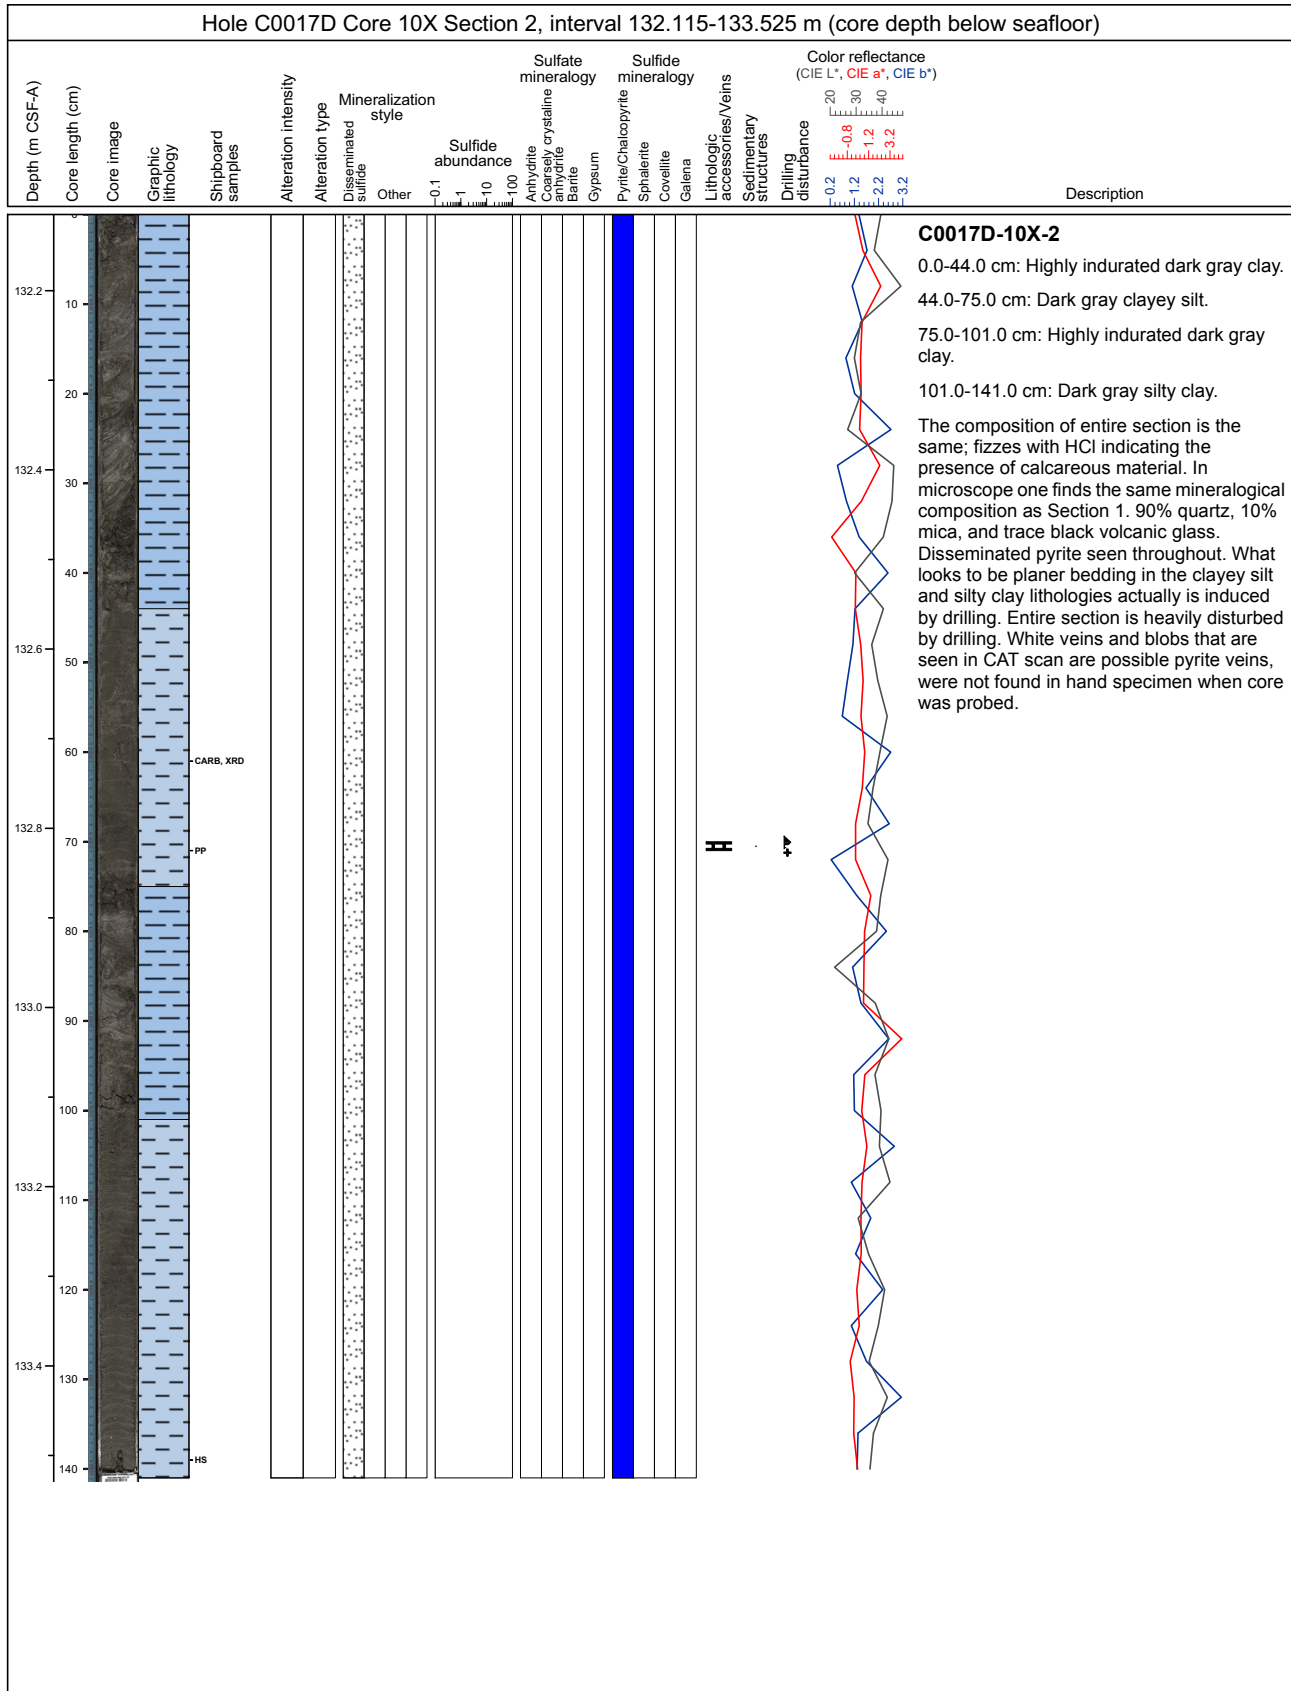 Hole C0017D Core 10X Section 2, interval 132.115-133.525 m (core depth below seafloor)
Depth (m CSF-A)
Core length (cm)
Core image
Graphic
lithology
Shipboard
samples
Alteration intensity
Alteration type
Mineralization
style
Disseminated
sulfide
Other
Sulfide
abundance
0.1
1
10
100
Sulfate
mineralogy
Anhydrite
Coarsely crystaline
anhydrite
Barite
Gypsum
Sulfide
mineralogy
Pyrite/Chalcopyrite
Sphalerite
Covellite
Galena
Lithologic
accessories/Veins
Sedimentary
structures
Drilling
disturbance
Color reflectance
(CIE L*, CIE a*, CIE b*)
20
30
40
-0.8
1.2
3.2
0.2
1.2
2.2
3.2
Description
0
10
20
30
40
50
60
70
80
90
100
110
120
130
140
132.2
132.4
132.6
132.8
133.0
133.2
133.4
CARB, XRD
PP
HS
C0017D-10X-2
0.0-44.0 cm: Highly indurated dark gray clay.
44.0-75.0 cm: Dark gray clayey silt.
75.0-101.0 cm: Highly indurated dark gray
clay.
101.0-141.0 cm: Dark gray silty clay.
The composition of entire section is the
same; fizzes with HCl indicating the
presence of calcareous material. In
microscope one finds the same mineralogical
composition as Section 1. 90% quartz, 10%
mica, and trace black volcanic glass.
Disseminated pyrite seen throughout. What
looks to be planer bedding in the clayey silt
and silty clay lithologies actually is induced
by drilling. Entire section is heavily disturbed
by drilling. White veins and blobs that are
seen in CAT scan are possible pyrite veins,
were not found in hand specimen when core
was probed.